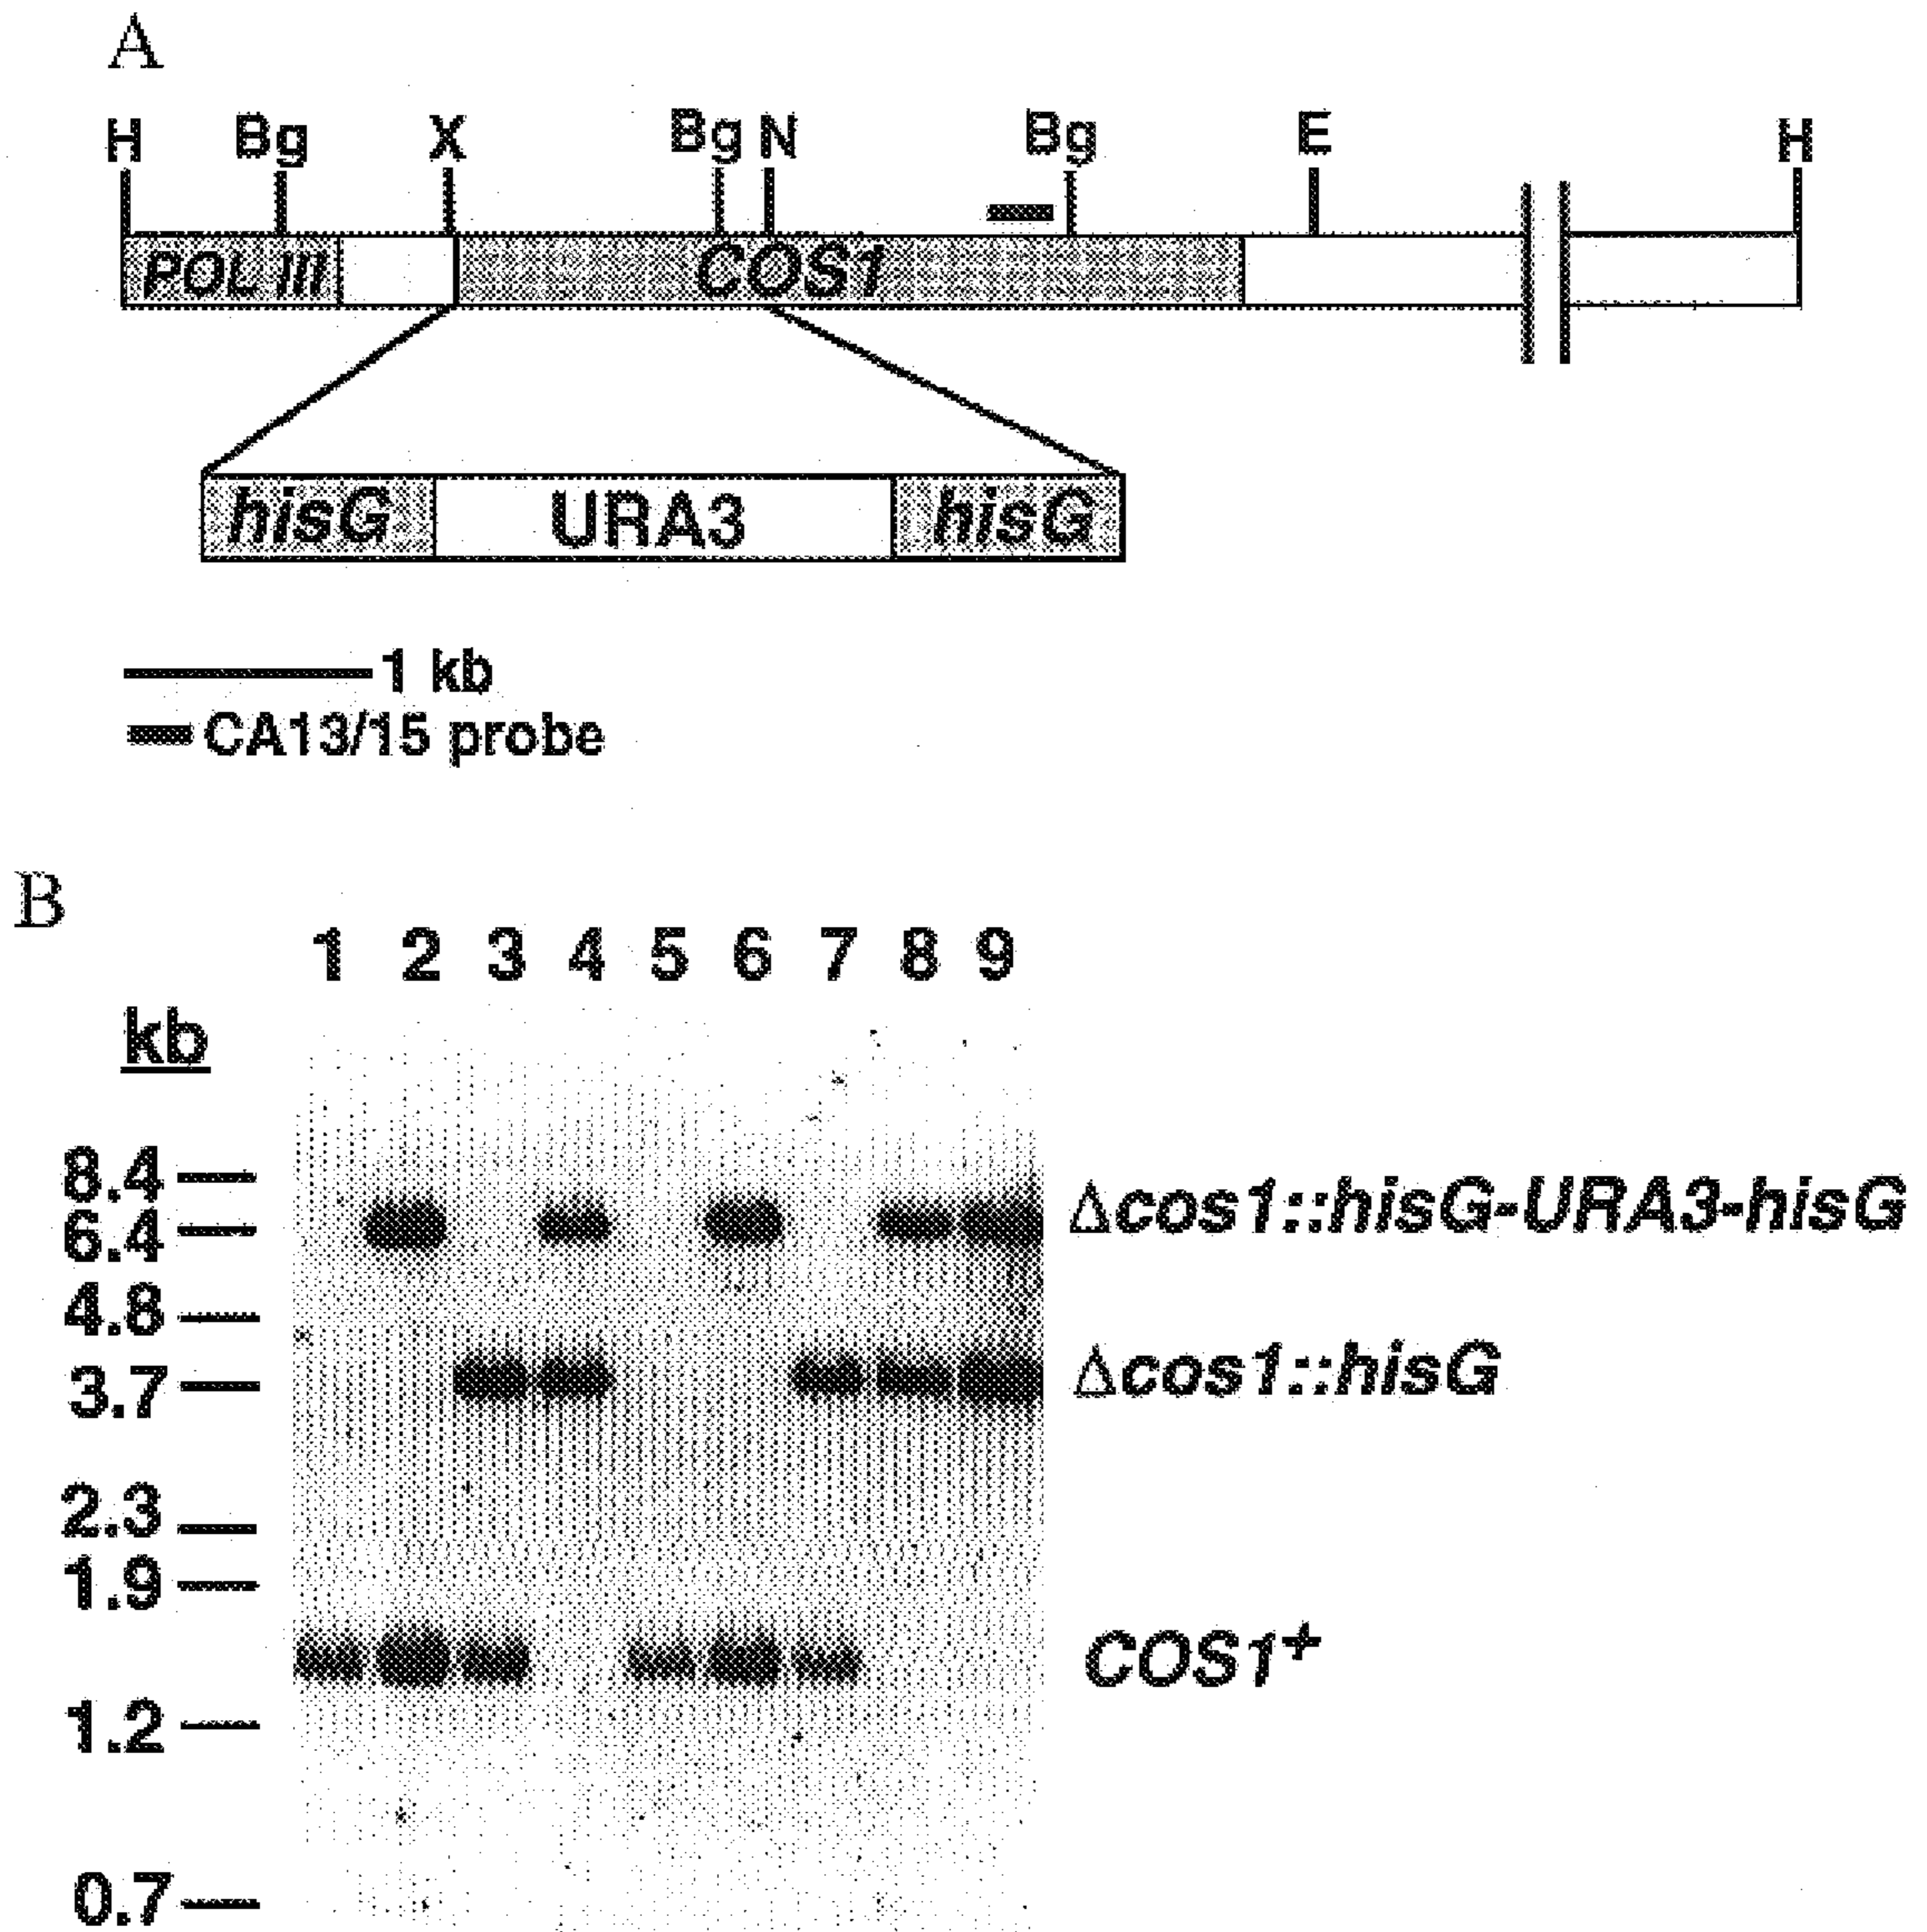 A
H Bg X Bg N Bg E H
POL III COS1
hisG URA3 hisG
1 kb
CA13/15 probe
B
1 2 3 4 5 6 7 8 9
kb
8.4
Δcos1::hisG-URA3-hisG
6.4
4.8
3.7
Δcos1::hisG
2.3
1.9
COS1+
1.2
0.7